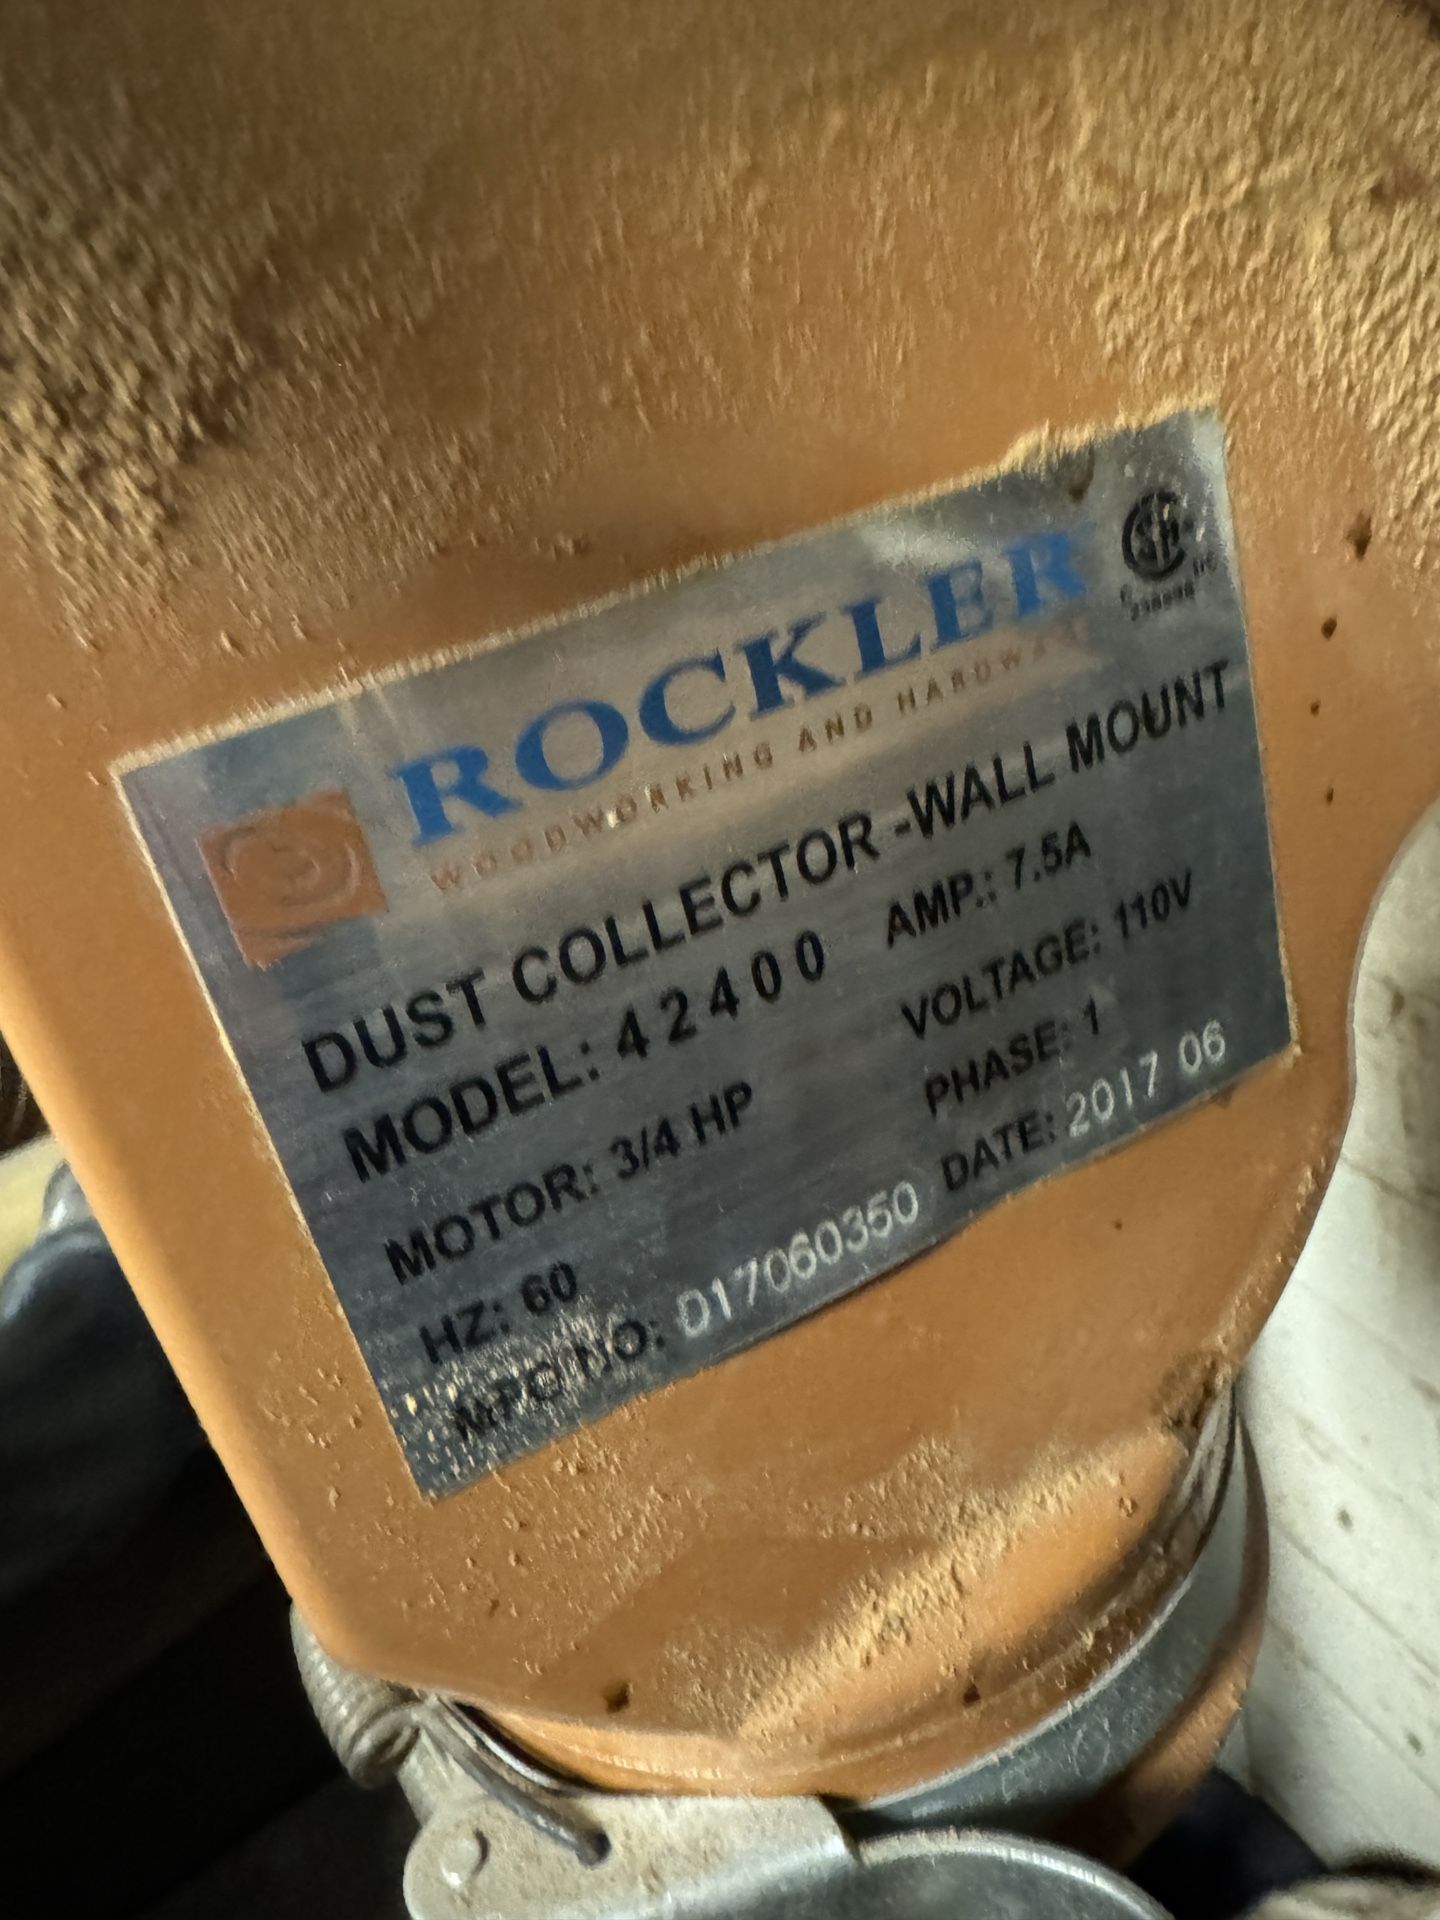 ROCKLER
WOODWORKING AND HARDWARE
DUST COLLECTOR -WALL MOUNT
MODEL: 42400
AMP.: 7.5A
MOTOR: 3/4 HP
VOLTAGE: 110V
HZ: 60
PHASE: 1
MFG NO: 017060350
DATE: 2017 06